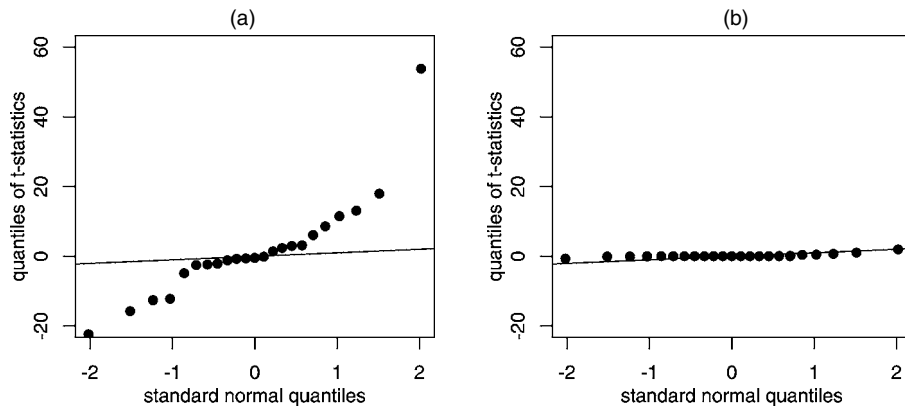 (a)
60
40
20
0
-20
quantiles of t-statistics
-2 -1 0 1 2
standard normal quantiles
(b)
60
40
20
0
-20
quantiles of t-statistics
-2 -1 0 1 2
standard normal quantiles